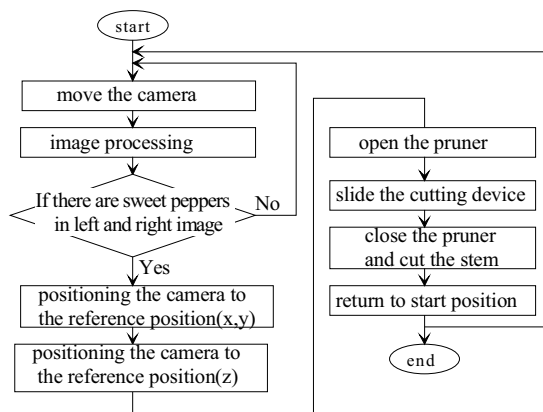 start
move the camera
image processing
If there are sweet peppers
in left and right image
No
Yes
positioning the camera to
the reference position(x,y)
positioning the camera to
the reference position(z)
open the pruner
slide the cutting device
close the pruner
and cut the stem
return to start position
end